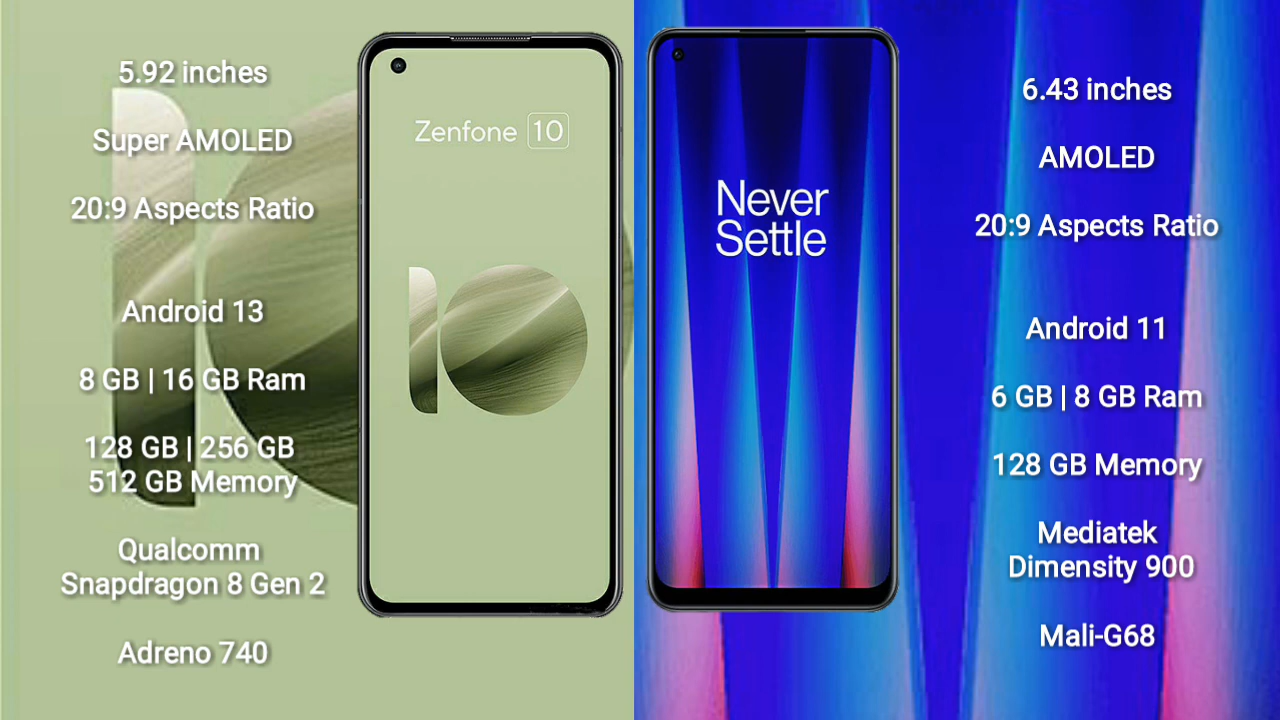 5.92 inches
Super AMOLED
20:9 Aspects Ratio
Android 13
8 GB | 16 GB Ram
128 GB | 256 GB
512 GB Memory
Qualcomm
Snapdragon 8 Gen 2
Adreno 740
Zenfone 10
10
10
Never
Settle
6.43 inches
AMOLED
20:9 Aspects Ratio
Android 11
6 GB | 8 GB Ram
128 GB Memory
Mediatek
Dimensity 900
Mali-G68